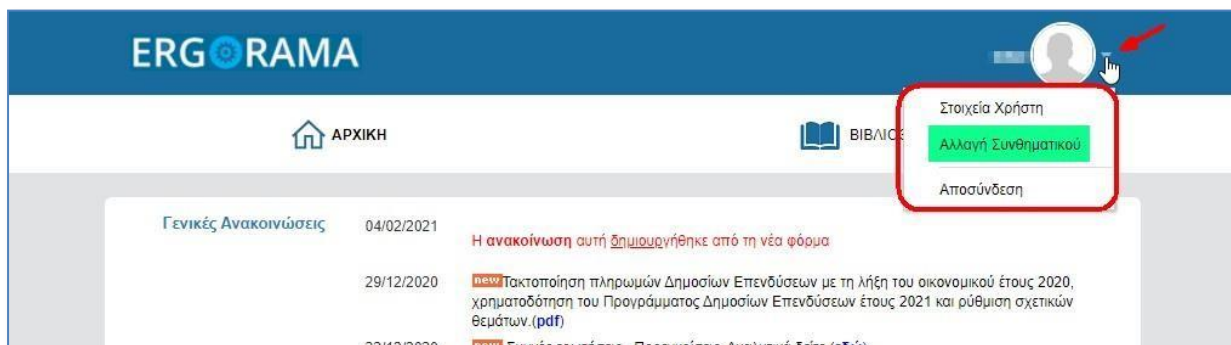 ERGORAMA
Στοιχεία Χρήστη
ΑΡΧΙΚΗ
Αλλαγή Συνθηματικού
Αποσύνδεση
Γενικές Ανακοινώσεις
04/02/2021
Η ανακοίνωση αυτή δημιουργήθηκε από τη νέα φόρμα
29/12/2020
new Τακτοποίηση πληρωμών Δημοσίων Επενδύσεων με τη λήξη του οικονομικού έτους 2020,
χρηματοδότηση του Προγράμματος Δημοσίων Επενδύσεων έτους 2021 και ρύθμιση σχετικών
θεμάτων.(pdf)